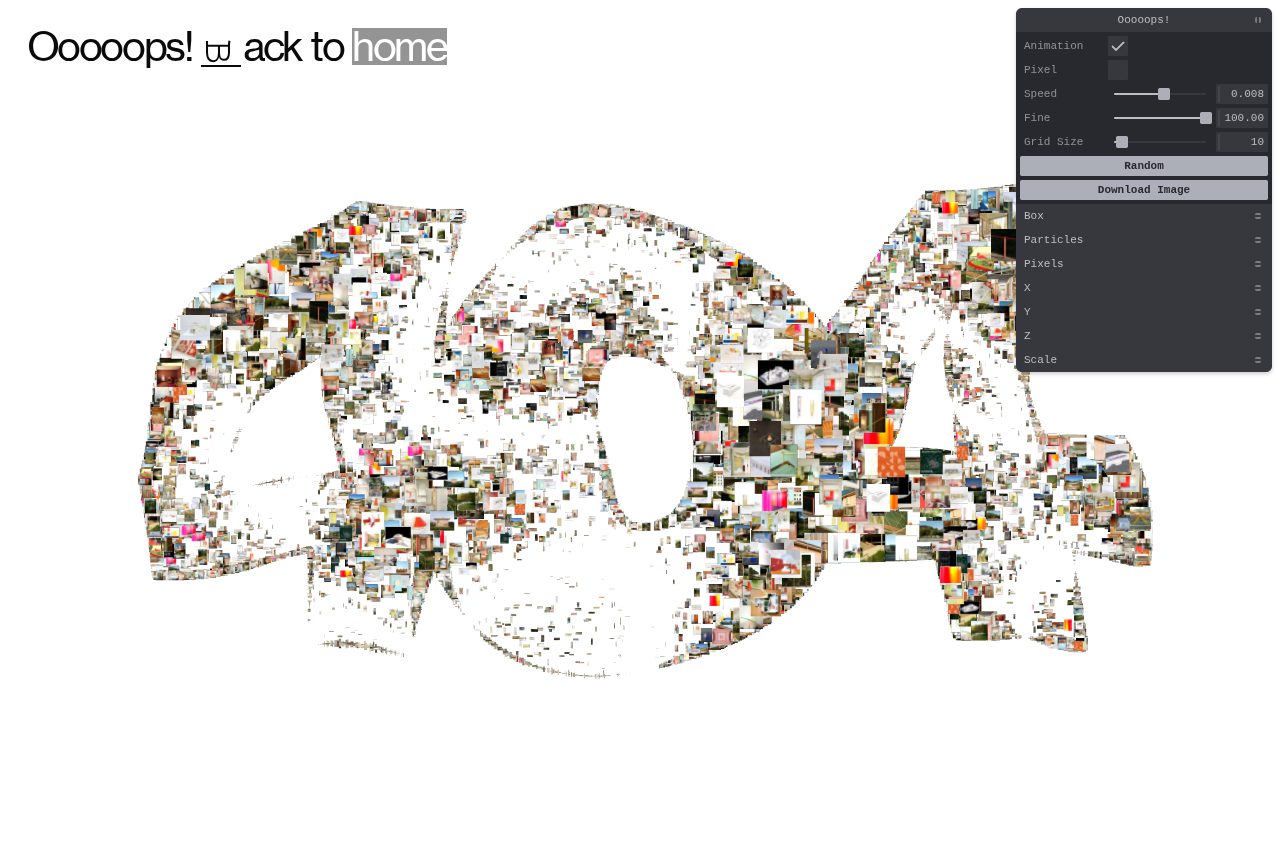 Ooooops! Back to home
404
Ooooops!
Animation
Pixel
Speed 0.008
Fine 100.00
Grid Size 10
Random
Download Image
Box
Particles
Pixels
X
Y
Z
Scale